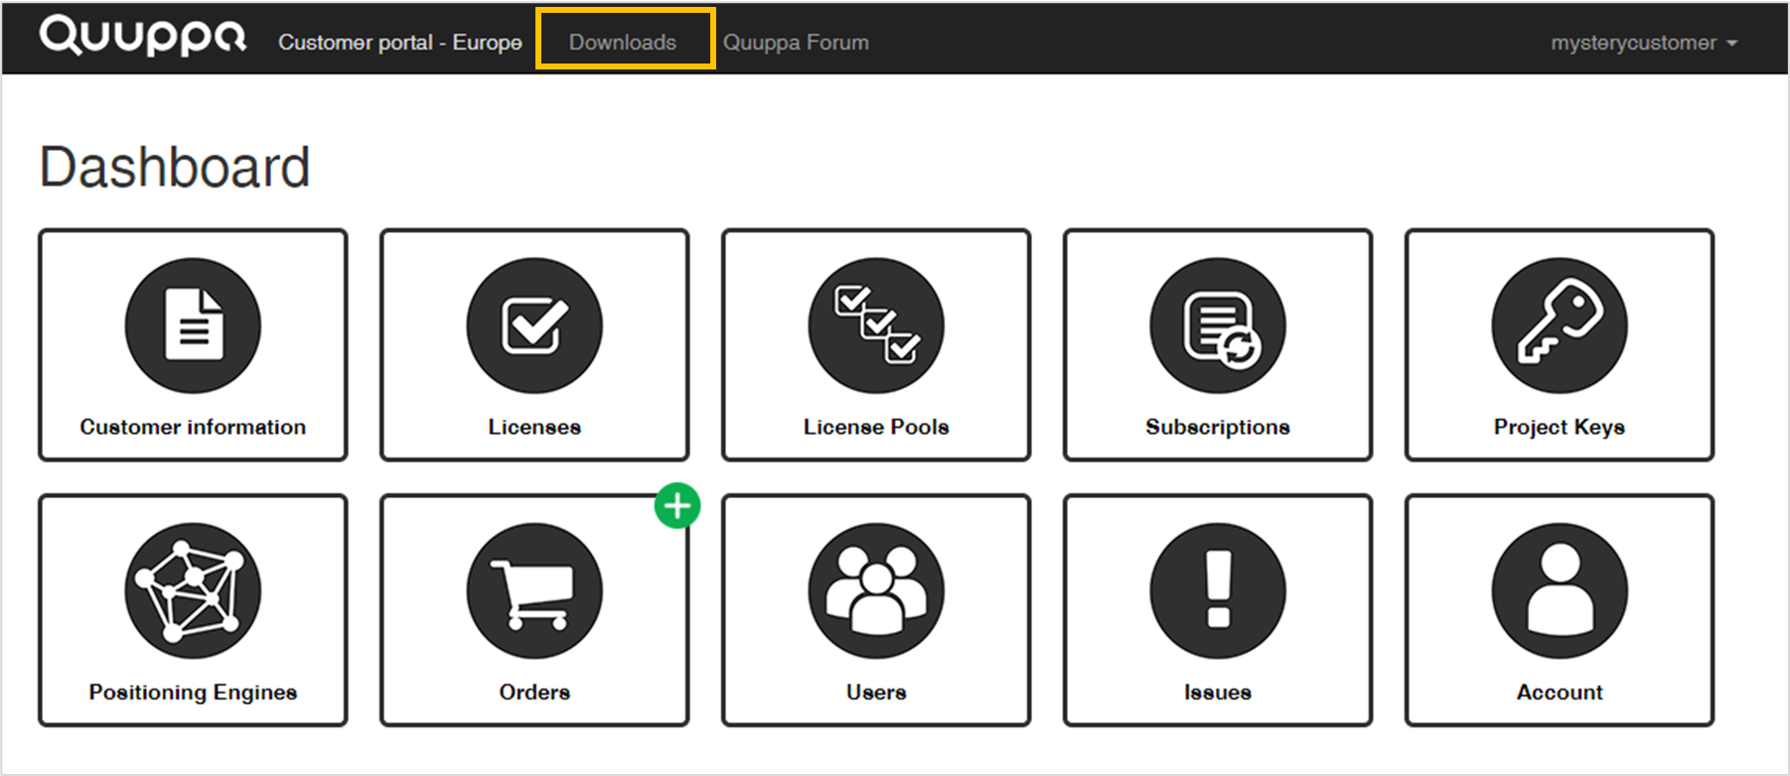 Quuppa Customer portal - Europe Downloads Quuppa Forum mysterycustomer
Dashboard
Customer information Licenses License Pools Subscriptions Project Keys
Positioning Engines Orders Users Issues Account